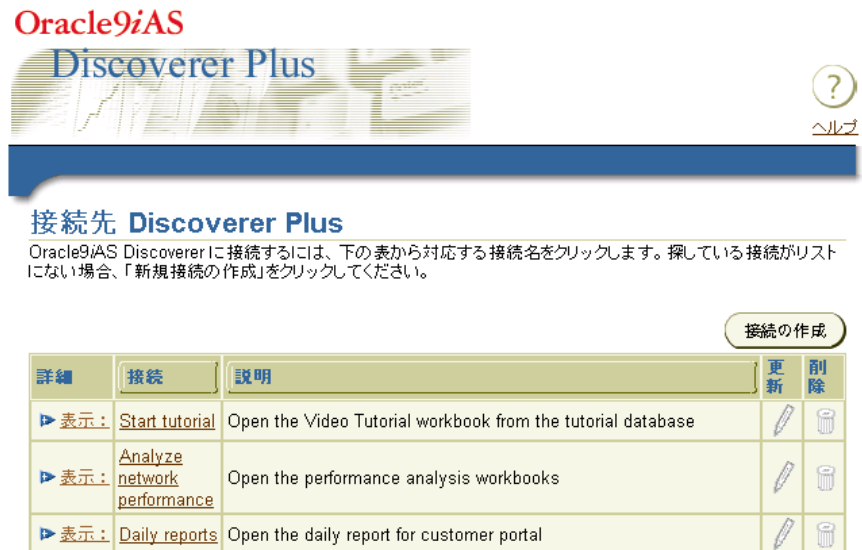 Oracle9iAS
Discoverer Plus
?
ヘルプ
接続先 Discoverer Plus
Oracle9iAS Discovererに接続するには、下の表から対応する接続名をクリックします。探している接続がリスト
にない場合、「新規接続の作成」をクリックしてください。
接続の作成
詳細 接続 説明 更新 削除
表示： Start tutorial Open the Video Tutorial workbook from the tutorial database
表示： Analyze network performance Open the performance analysis workbooks
表示： Daily reports Open the daily report for customer portal